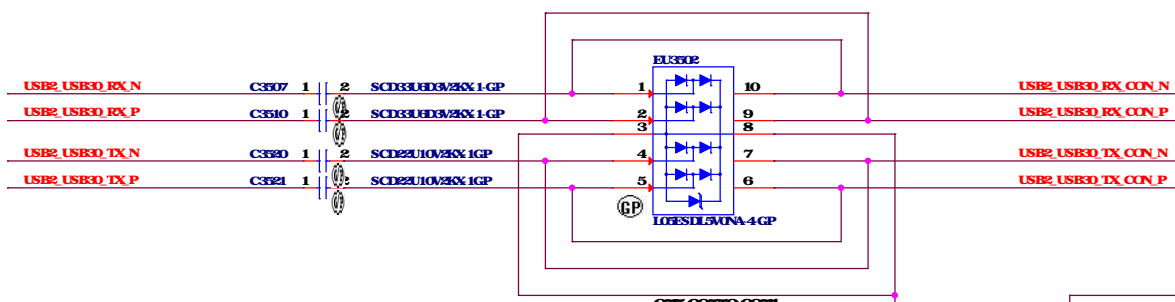 EU3502
USB2_USB30_RX_N C3507 1 2 SCD33U6D3V2KX-1-GP 1 10 USB2_USB30_RX_CON_N
USB2_USB30_RX_P C3510 1 2 SCD33U6D3V2KX-1-GP 2 9 USB2_USB30_RX_CON_P
3 8
USB2_USB30_TX_N C3520 1 2 SCD22U10V2KX-1GP 4 7 USB2_USB30_TX_CON_N
USB2_USB30_TX_P C3521 1 2 SCD22U10V2KX-1GP 5 6 USB2_USB30_TX_CON_P
GP
L05ESDL5V0NA-4-GP